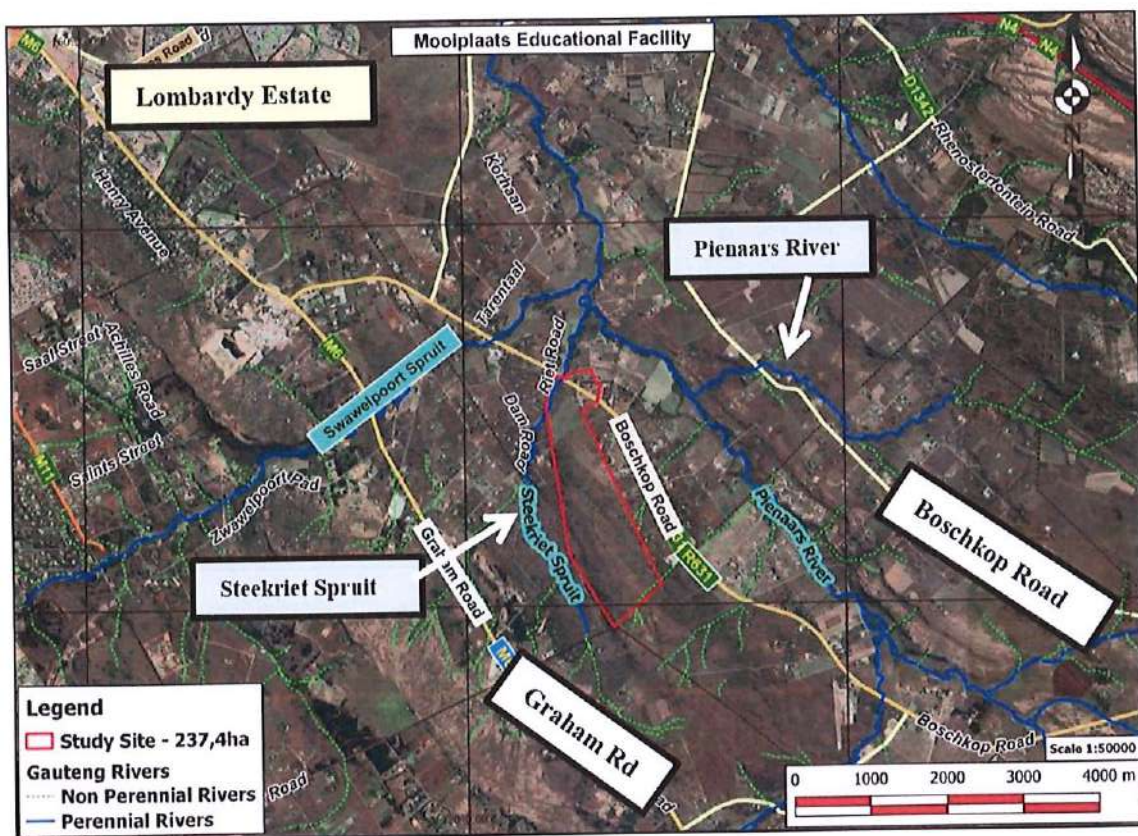 Mooiplaats Educational Facility
M6
Road
Lombardy Estate
N4
N4
D1342
Rhenosterfontein Road
Korhaan
Henry Avenue
Pienaars River
Tarentaal
Saal Street
Achilles Road
M6
Swawelpoort Spruit
Riet Road
Dam Road
Boschkop Road
Saints Street
M11
Zwawelpoort Pad
Steekriet Spruit
Graham Road
R631
Pienaars River
Boschkop Road
Steekriet Spruit
Graham Rd
Boschkop Road
Legend
Study Site - 237,4ha
Gauteng Rivers
Non Perennial Rivers
Perennial Rivers
Road
Road
Scale 1:50000
0 1000 2000 3000 4000 m